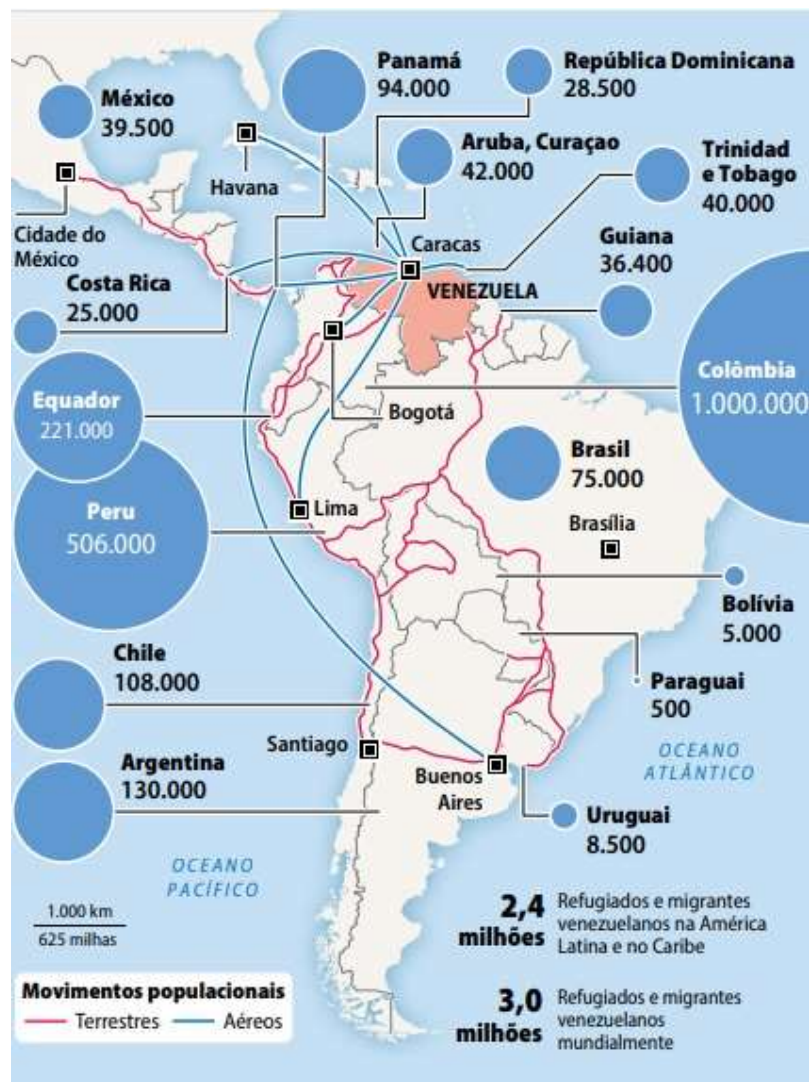 Panamá
94.000
República Dominicana
28.500
México
39.500
Aruba, Curaçao
42.000
Trinidad
e Tobago
40.000
Havana
Cidade do
México
Caracas
Guiana
36.400
Costa Rica
25.000
VENEZUELA
Colômbia
1.000.000
Equador
221.000
Bogotá
Brasil
75.000
Peru
506.000
Lima
Brasília
Bolívia
5.000
Chile
108.000
Paraguai
500
Santiago
OCEANO
ATLÂNTICO
Argentina
130.000
Buenos
Aires
Uruguai
8.500
OCEANO
PACÍFICO
1.000 km
625 milhas
2,4
milhões
Refugiados e migrantes
venezuelanos na América
Latina e no Caribe
Movimentos populacionais
Terrestres
Aéreos
3,0
milhões
Refugiados e migrantes
venezuelanos
mundialmente